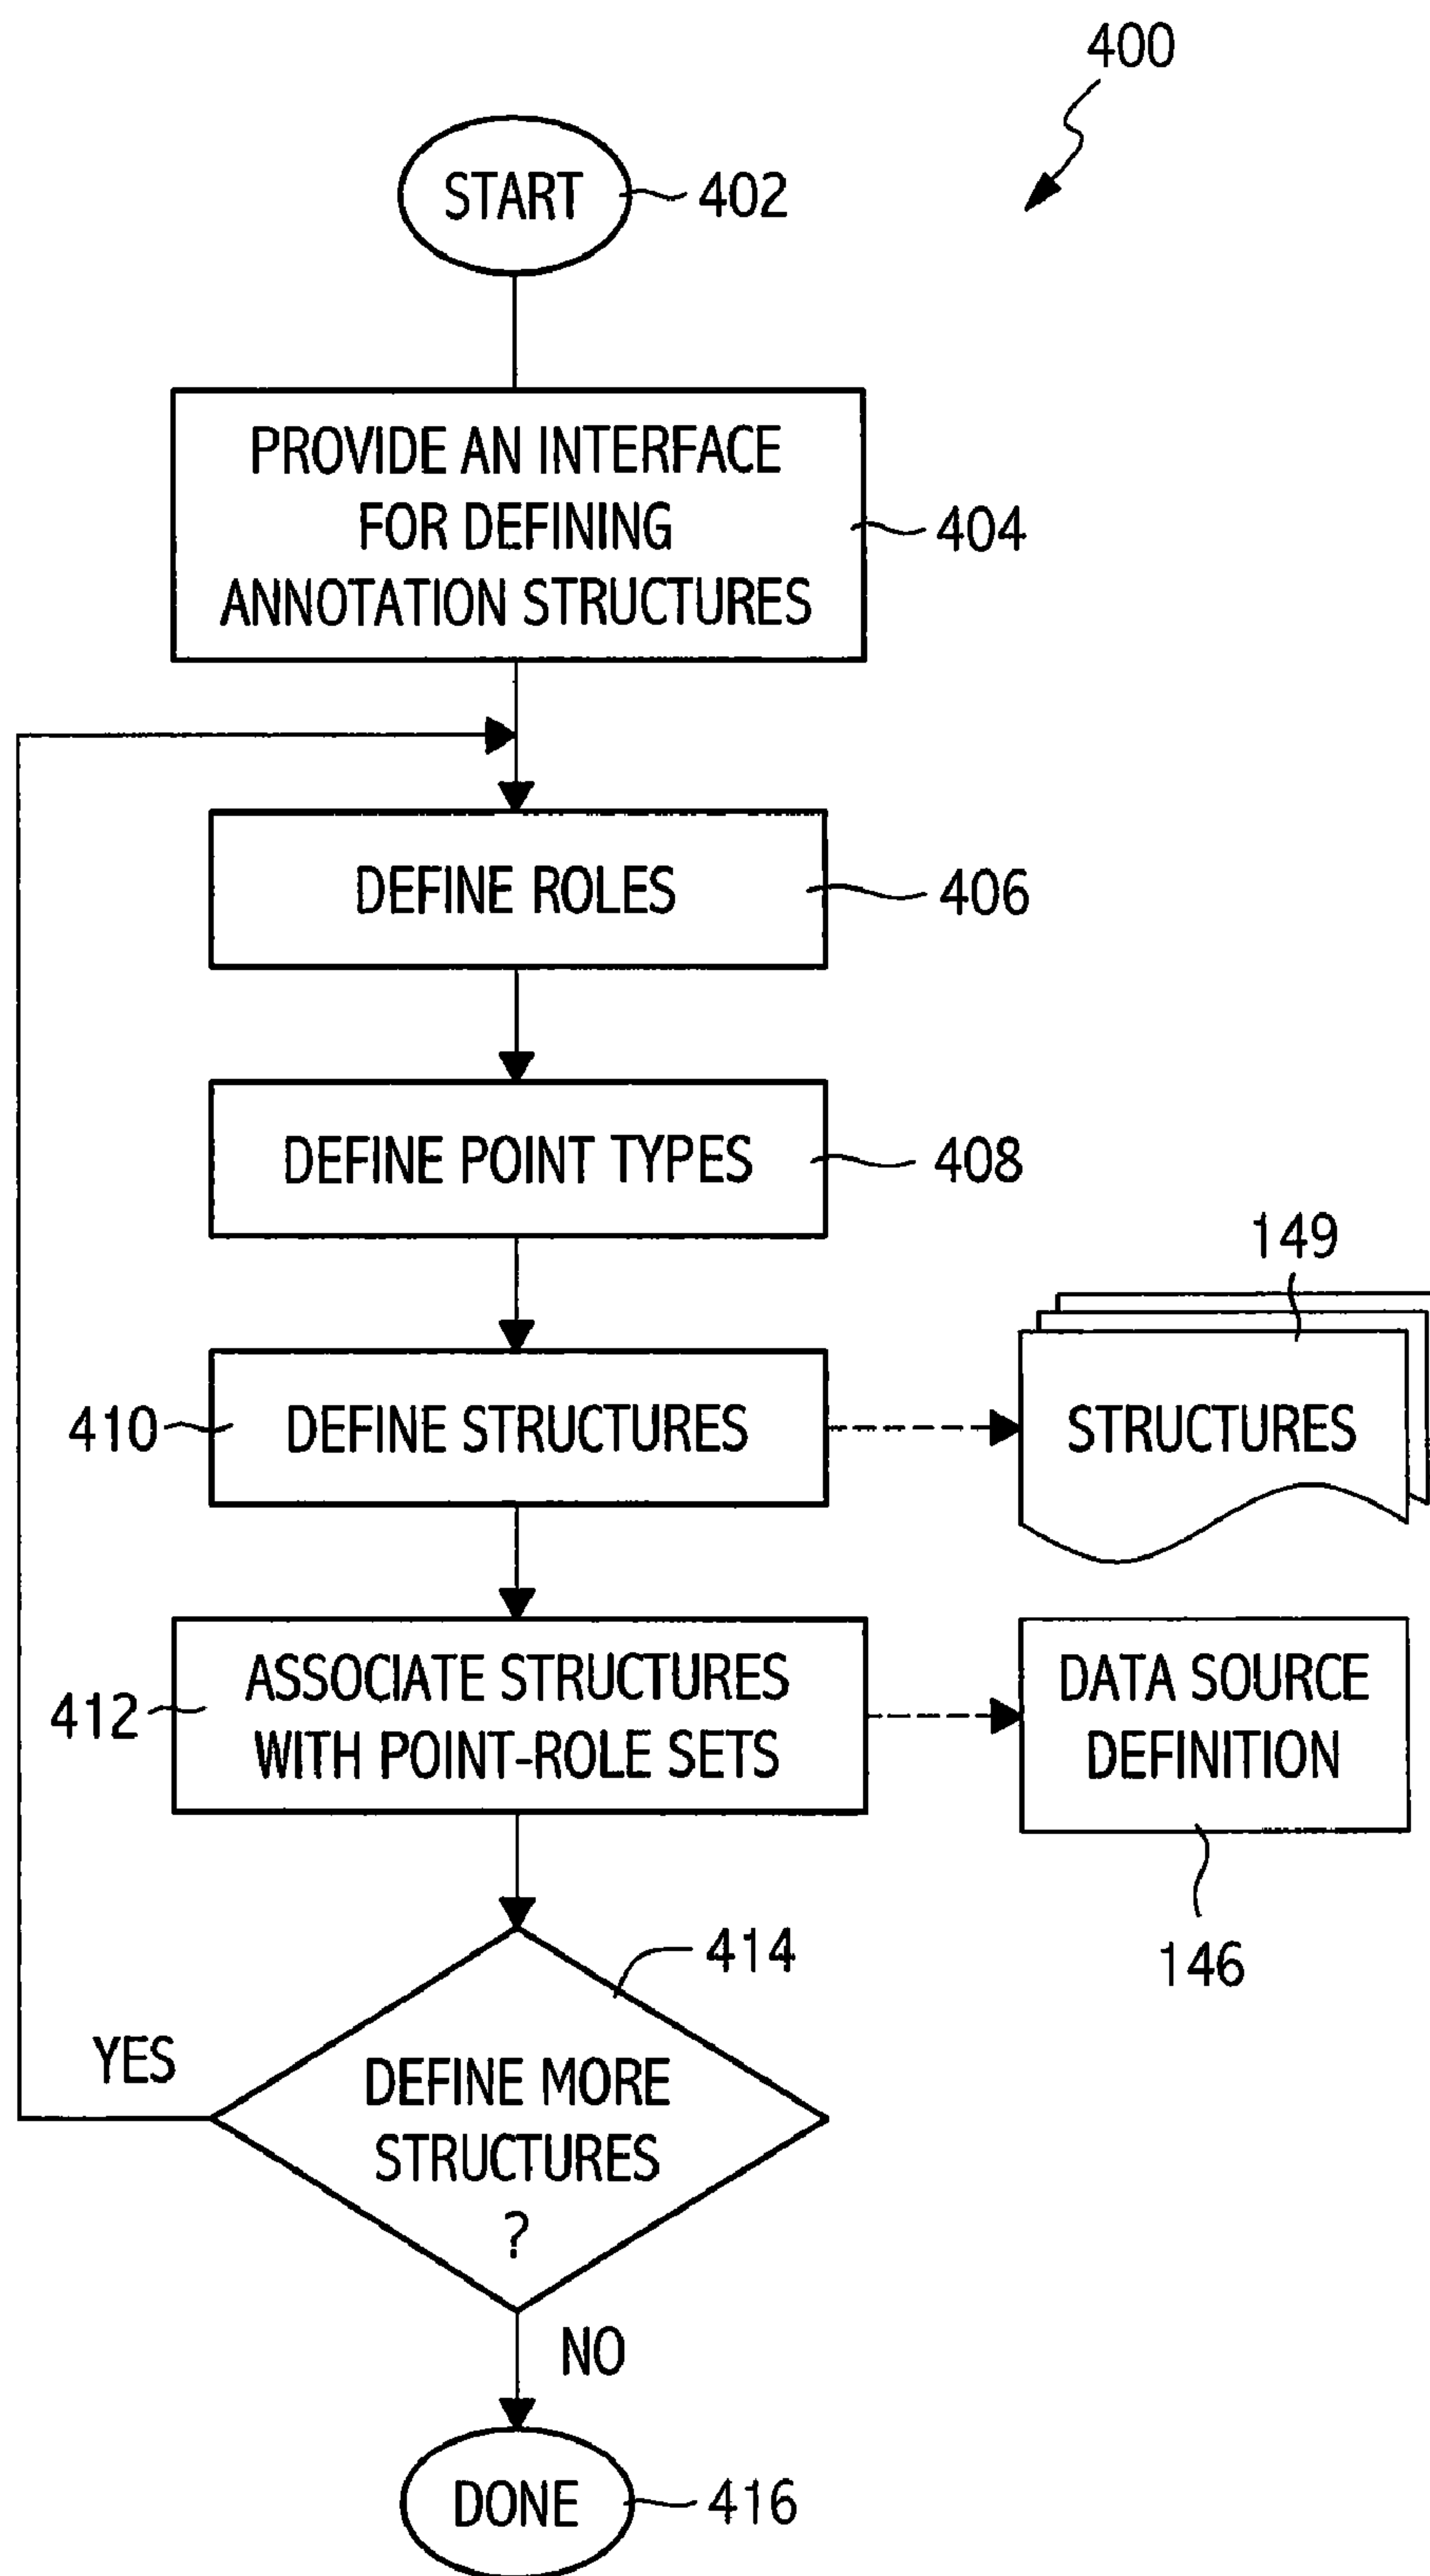 400
START
402
PROVIDE AN INTERFACE
FOR DEFINING
ANNOTATION STRUCTURES
404
DEFINE ROLES
406
DEFINE POINT TYPES
408
149
410
DEFINE STRUCTURES
STRUCTURES
412
ASSOCIATE STRUCTURES
WITH POINT-ROLE SETS
DATA SOURCE
DEFINITION
146
414
YES
DEFINE MORE
STRUCTURES
?
NO
DONE
416